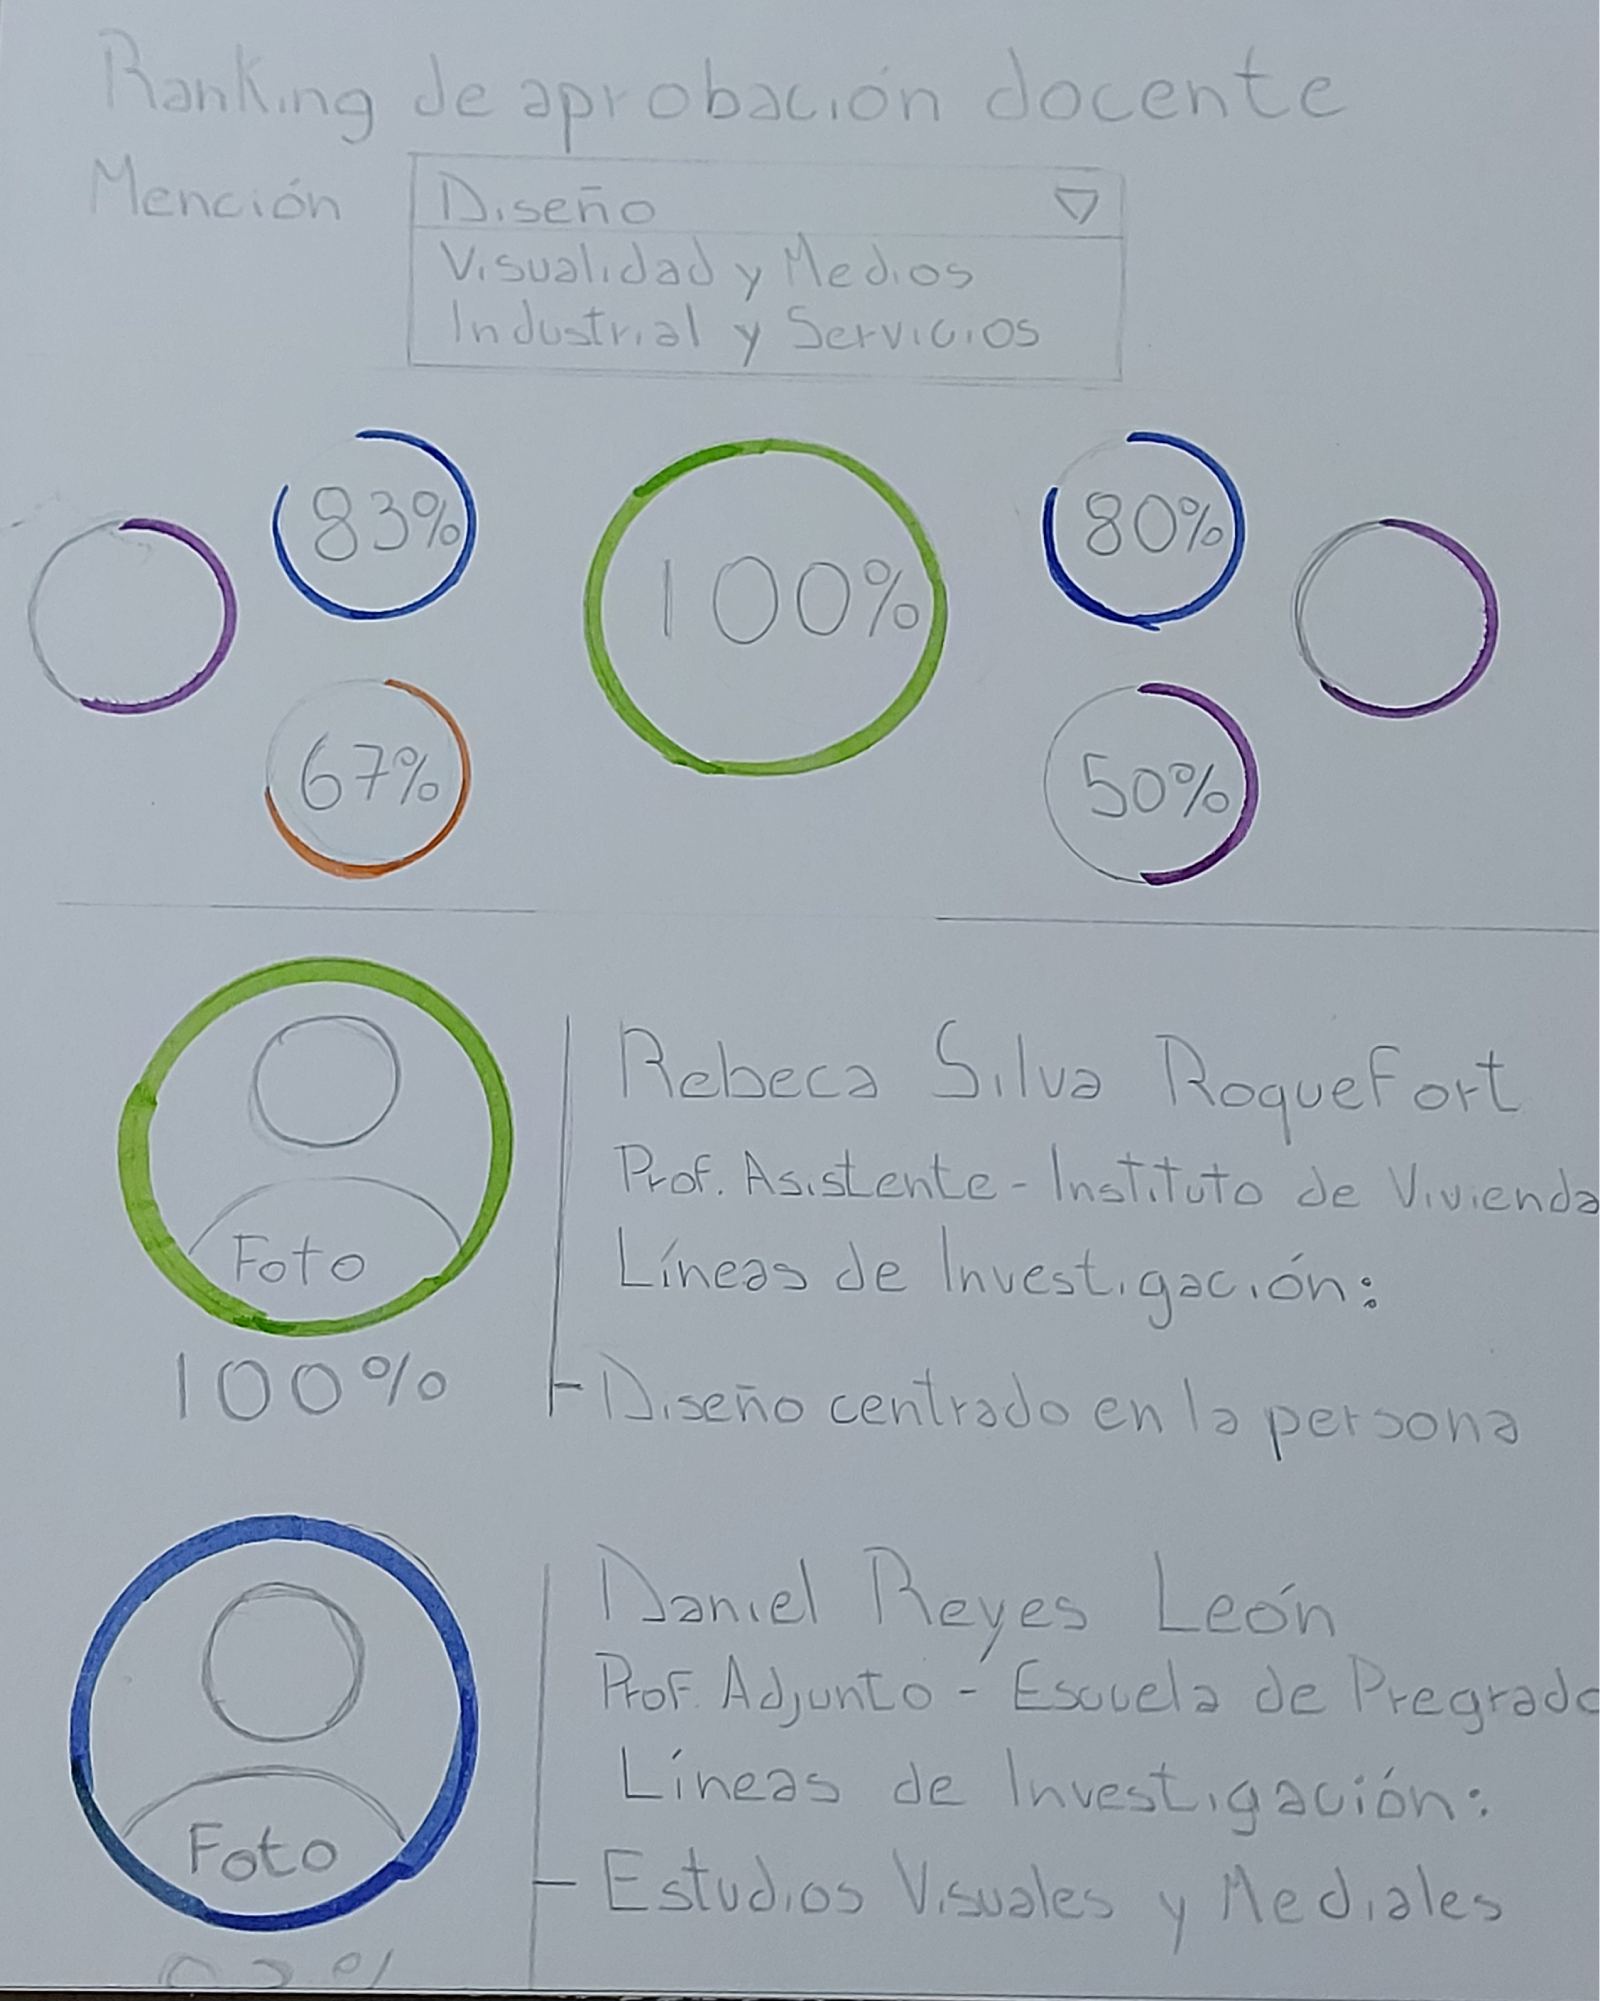 Ranking de aprobación docente
Mención
Diseño
Visualidad y Medios
Industrial y Servicios
83%
100%
80%
67%
50%
Rebeca Silva Roquefort
Prof. Asistente - Instituto de Vivienda
Líneas de Investigación:
- Diseño centrado en la persona
Foto
100%
Daniel Reyes León
Prof. Adjunto - Escuela de Pregrado
Líneas de Investigación:
- Estudios Visuales y Mediales
Foto